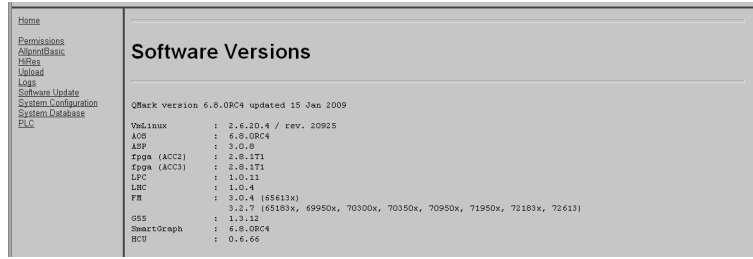 Home
Permissions
AllprintBasic
HiRes
Upload
Logs
Software Update
System Configuration
System Database
PLC
Software Versions
QMark version 6.8.0RC4 updated 15 Jan 2009
VmLinux : 2.6.20.4 / rev. 20925
AOS : 6.8.0RC4
ASP : 3.0.8
fpga (ACC2) : 2.8.1T1
fpga (ACC3) : 2.8.1T1
LPC : 1.0.11
LHC : 1.0.4
FM : 3.0.4 (65613x)
3.2.7 (65183x, 69950x, 70300x, 70350x, 70950x, 71950x, 72183x, 72613)
GSS : 1.3.12
SmartGraph : 6.8.0RC4
HCU : 0.6.66